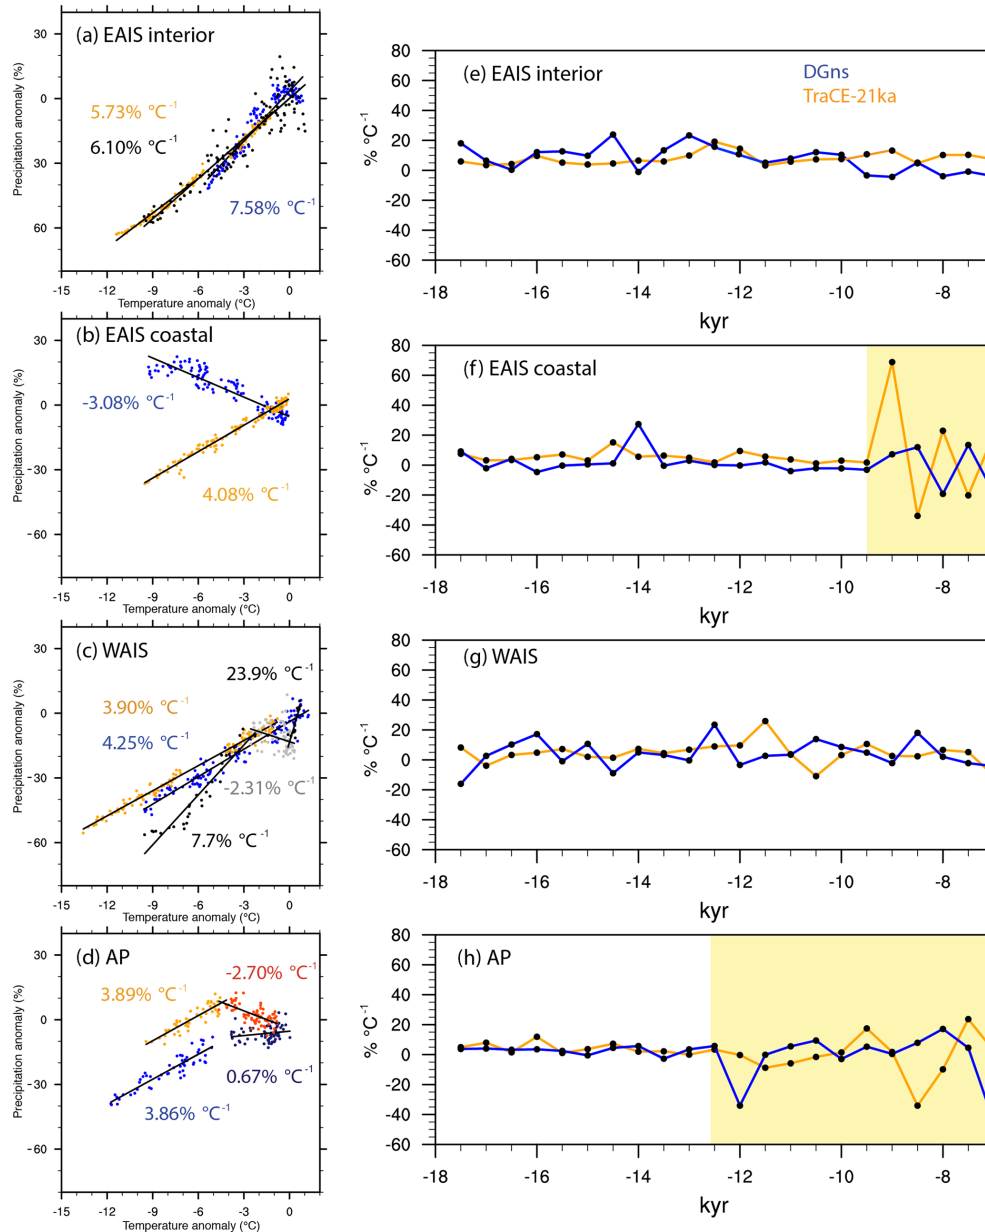 (a) EAIS interior
Precipitation anomaly (%)
30
0
30
60
5.73% °C-1
6.10% °C-1
7.58% °C-1
-15 -12 -9 -6 -3 0
Temperature anomaly (°C)
(b) EAIS coastal
Precipitation anomaly (%)
30
0
-30
-60
-3.08% °C-1
4.08% °C-1
-15 -12 -9 -6 -3 0
Temperature anomaly (°C)
(c) WAIS
Precipitation anomaly (%)
30
0
-30
-60
23.9% °C-1
3.90% °C-1
4.25% °C-1
-2.31% °C-1
7.7% °C-1
-15 -12 -9 -6 -3 0
Temperature anomaly (°C)
(d) AP
Precipitation anomaly (%)
30
0
-30
-60
-2.70% °C-1
3.89% °C-1
0.67% °C-1
3.86% °C-1
-15 -12 -9 -6 -3 0
Temperature anomaly (°C)
(e) EAIS interior
DGns
TraCE-21ka
% °C-1
80
60
40
20
0
-20
-40
-60
-18 -16 -14 -12 -10 -8
kyr
(f) EAIS coastal
% °C-1
80
60
40
20
0
-20
-40
-60
-18 -16 -14 -12 -10 -8
kyr
(g) WAIS
% °C-1
80
60
40
20
0
-20
-40
-60
-18 -16 -14 -12 -10 -8
kyr
(h) AP
% °C-1
80
60
40
20
0
-20
-40
-60
-18 -16 -14 -12 -10 -8
kyr